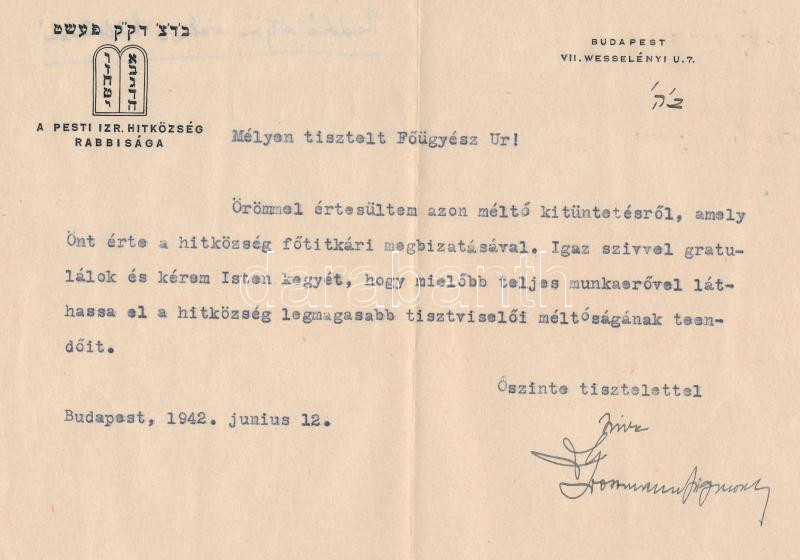 ב'ד'צ' דק"ק פעשט
A PESTI IZR. HITKÖZSÉG
RABBISÁGA
BUDAPEST
VII. WESSELÉNYI U. 7.
Mélyen tisztelt Főügyész Ur!
Örömmel értesültem azon méltó kitüntetésről, amely
Önt érte a hitközség főtitkári megbizatásával. Igaz szivvel gratu-
lálok és kérem Isten kegyét, hogy mielőbb teljes munkaerővel lát-
hassa el a hitközség legmagasabb tisztviselői méltóságának teen-
dőit.
Őszinte tisztelettel
Budapest, 1942. junius 12.
darabanth